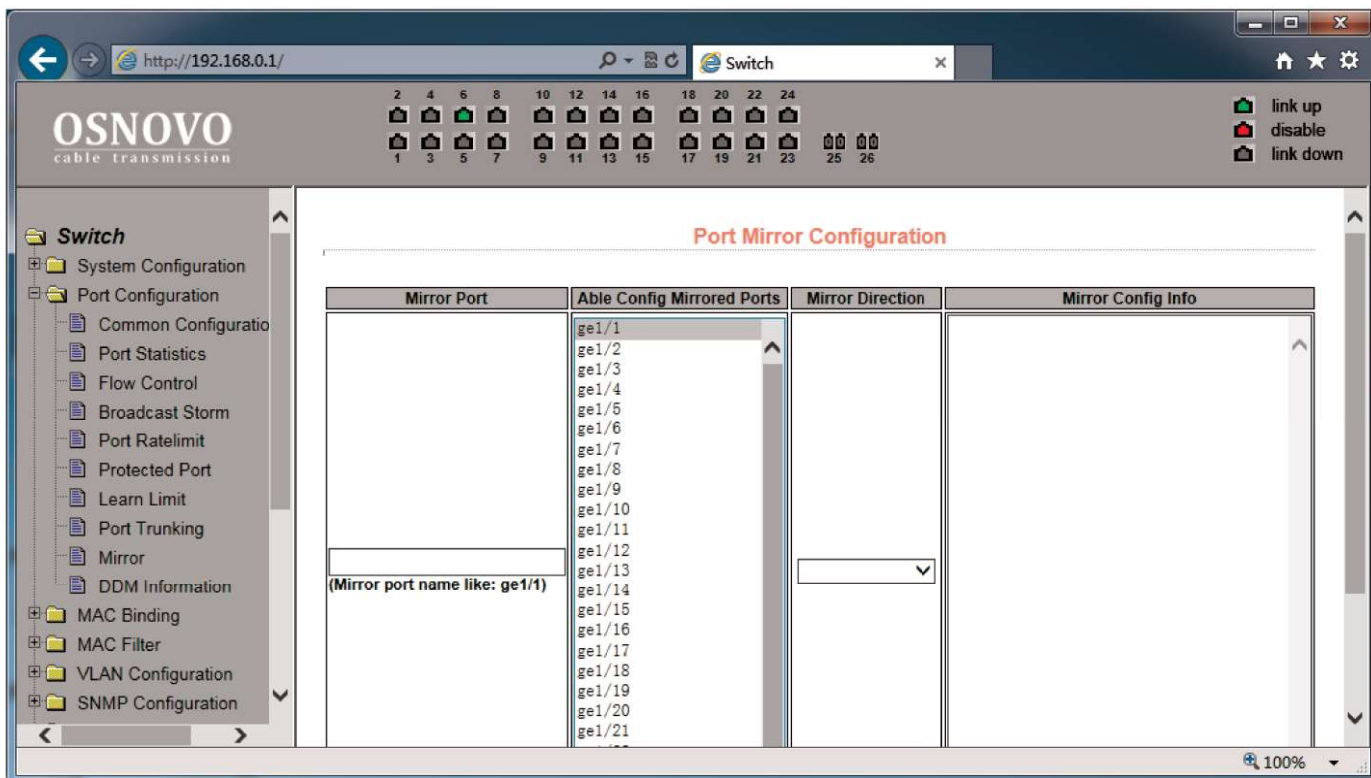 http://192.168.0.1/
Switch
OSNOVO
cable transmission
2 4 6 8 10 12 14 16 18 20 22 24
1 3 5 7 9 11 13 15 17 19 21 23 25 26
link up
disable
link down
Switch
System Configuration
Port Configuration
Common Configuratio
Port Statistics
Flow Control
Broadcast Storm
Port Ratelimit
Protected Port
Learn Limit
Port Trunking
Mirror
DDM Information
MAC Binding
MAC Filter
VLAN Configuration
SNMP Configuration
Port Mirror Configuration
Mirror Port Able Config Mirrored Ports Mirror Direction Mirror Config Info
(Mirror port name like: ge1/1)
ge1/1
ge1/2
ge1/3
ge1/4
ge1/5
ge1/6
ge1/7
ge1/8
ge1/9
ge1/10
ge1/11
ge1/12
ge1/13
ge1/14
ge1/15
ge1/16
ge1/17
ge1/18
ge1/19
ge1/20
ge1/21
100%